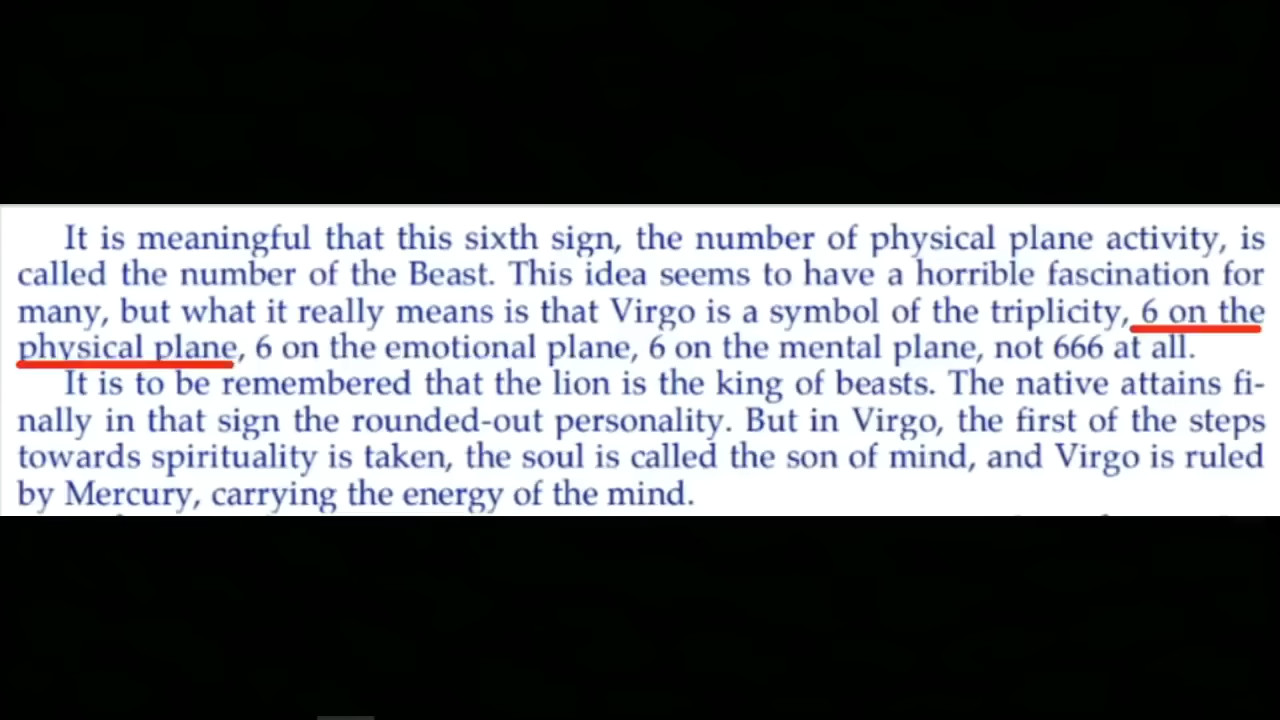 It is meaningful that this sixth sign, the number of physical plane activity, is
called the number of the Beast. This idea seems to have a horrible fascination for
many, but what it really means is that Virgo is a symbol of the triplicity, 6 on the
physical plane, 6 on the emotional plane, 6 on the mental plane, not 666 at all.
It is to be remembered that the lion is the king of beasts. The native attains fi-
nally in that sign the rounded-out personality. But in Virgo, the first of the steps
towards spirituality is taken, the soul is called the son of mind, and Virgo is ruled
by Mercury, carrying the energy of the mind.